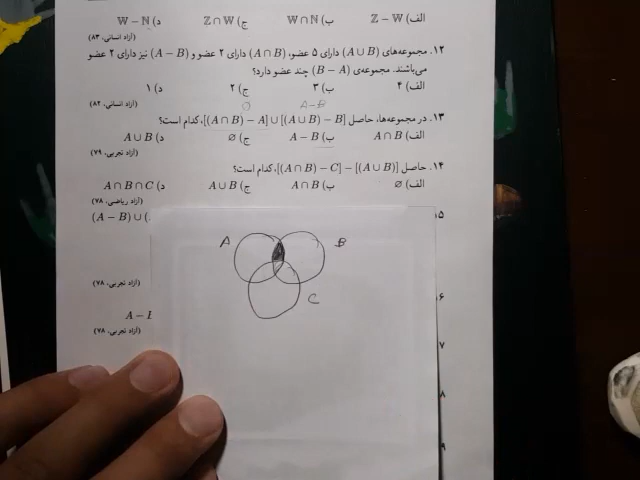 الف) Z − W ب) W ∩ N ج) Z ∩ W د) W − N
(آزاد انسانی، ۸۳)
۱۲. مجموعه‌های (A ∪ B) دارای ۵ عضو، (A ∩ B) دارای ۲ عضو و (A − B) نیز دارای ۲ عضو
می‌باشند. مجموعه‌ی (B − A) چند عضو دارد؟
الف) ۴ ب) ۳ ج) ۲ د) ۱
(آزاد انسانی، ۸۲)
A−B
۱۳. در مجموعه‌ها، حاصل [(A ∩ B) − A] ∪ [(A ∪ B) − B]، کدام است؟
الف) A ∩ B ب) A − B ج) ∅ د) A ∪ B
(آزاد تجربی، ۷۹)
۱۴. حاصل [(A ∩ B) − C] − [(A ∪ B)]، کدام است؟
الف) ∅ ب) A ∩ B ج) A ∪ B د) A ∩ B ∩ C
(آزاد ریاضی، ۷۸)
(A − B) ∪ (
A B
C
(آزاد تجربی، ۷۸)
A −
(آزاد تجربی، ۷۸)